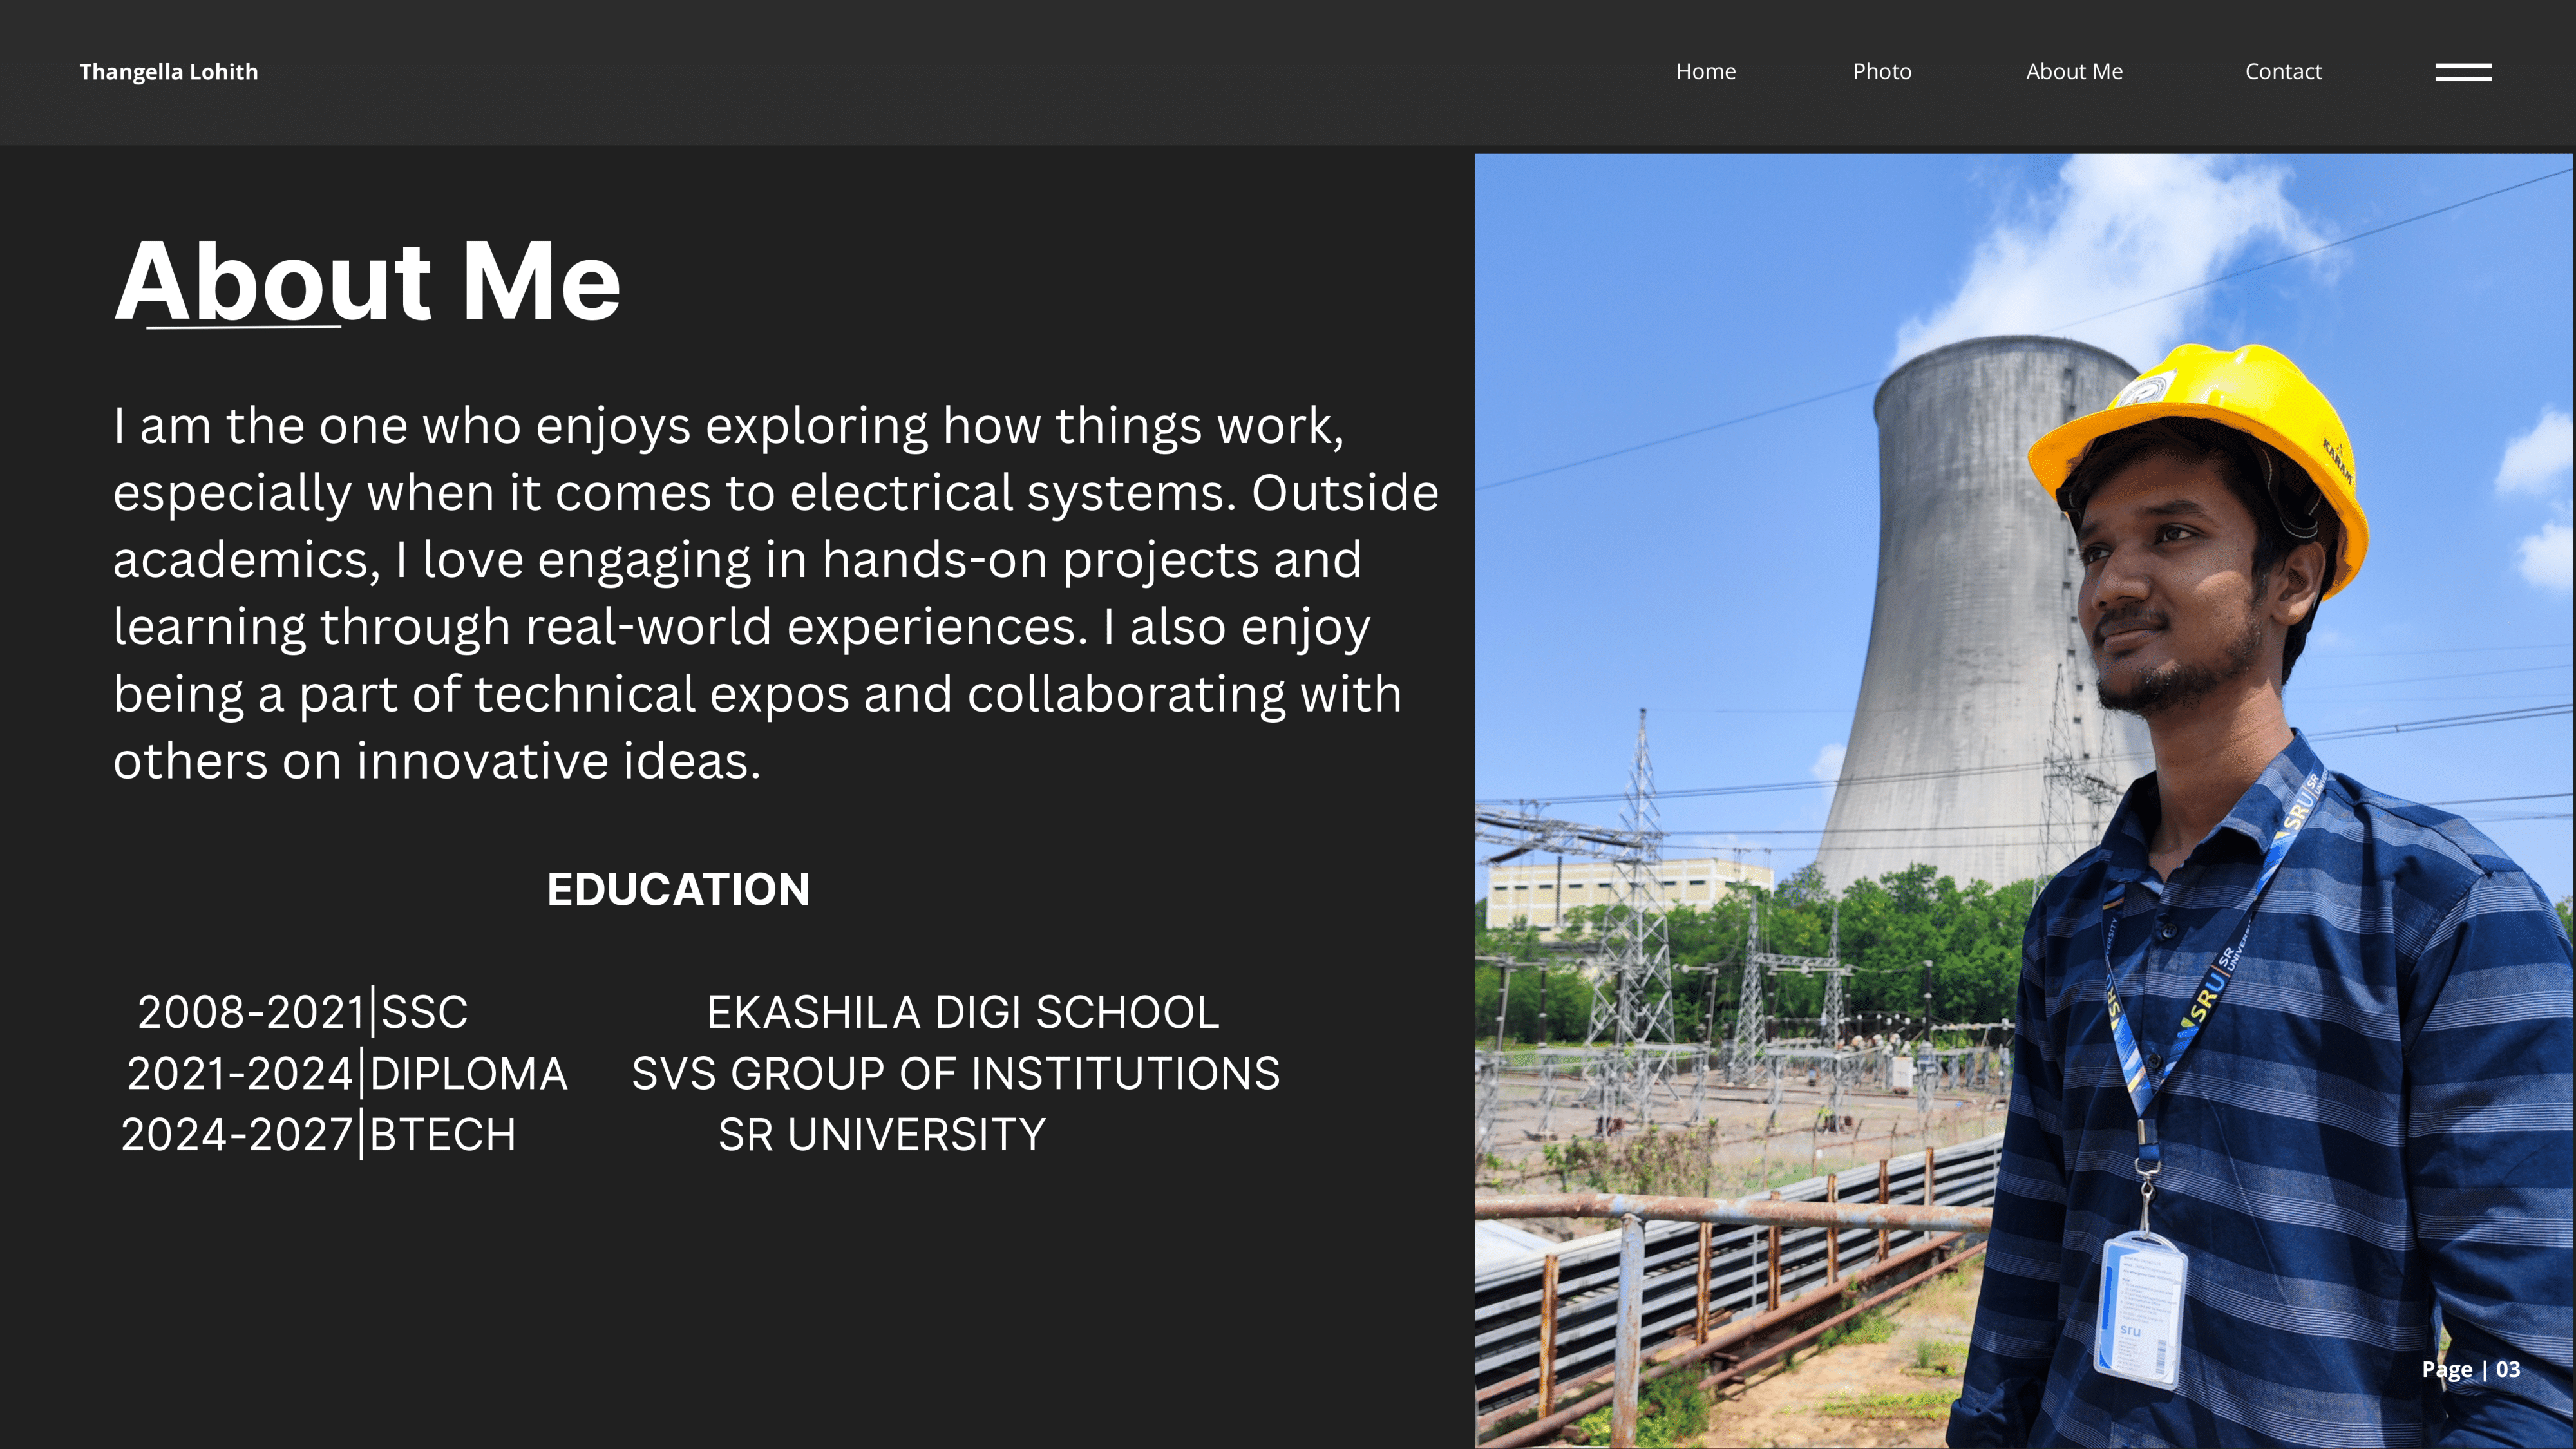 Thangella Lohith
Home Photo About Me Contact
About Me
I am the one who enjoys exploring how things work,
especially when it comes to electrical systems. Outside
academics, I love engaging in hands-on projects and
learning through real-world experiences. I also enjoy
being a part of technical expos and collaborating with
others on innovative ideas.
EDUCATION
2008-2021|SSC EKASHILA DIGI SCHOOL
2021-2024|DIPLOMA SVS GROUP OF INSTITUTIONS
2024-2027|BTECH SR UNIVERSITY
KARAM
SRU|SR
SRU|SR UNIVERSITY
sru
Page | 03